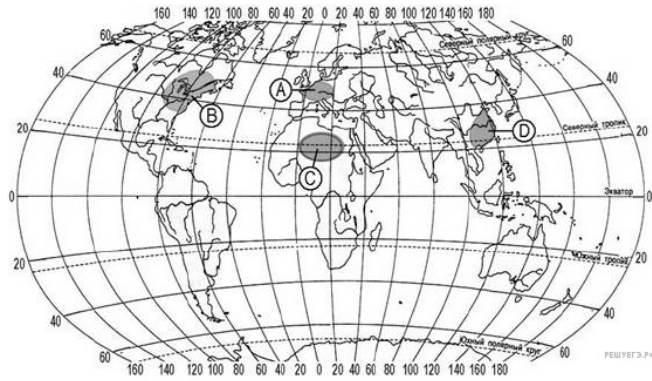 160 140 120 100 80 60 40 20 0 20 40 60 80 100 120 140 160 180
60 Северный полярный круг 60
40 A 40
B
20 Северный тропик 20
D
C
0 Экватор 0
20 Южный тропик 20
40 40
60 Южный полярный круг 60
РЕШУЕГЭ.РФ
160 140 120 100 80 60 40 20 0 20 40 60 80 100 120 140 160 180